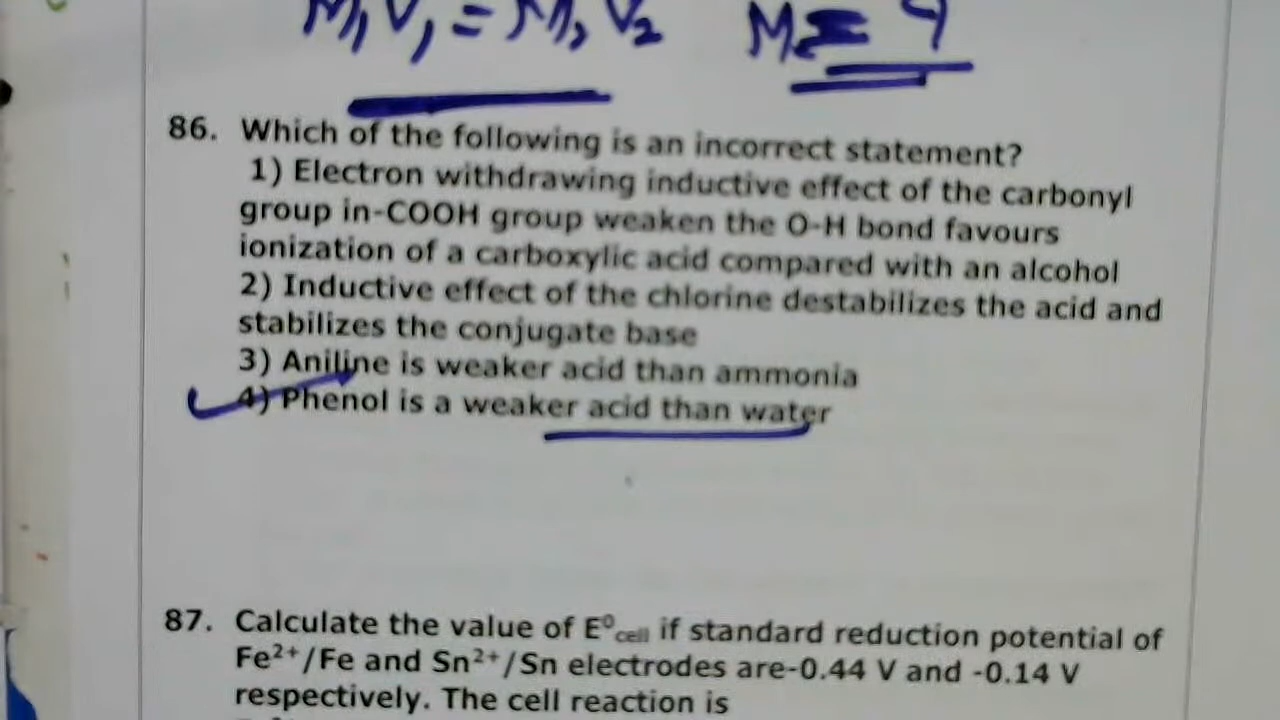 M₁V₁ = M₂V₂ M =
86. Which of the following is an incorrect statement?
1) Electron withdrawing inductive effect of the carbonyl
group in-COOH group weaken the O-H bond favours
ionization of a carboxylic acid compared with an alcohol
2) Inductive effect of the chlorine destabilizes the acid and
stabilizes the conjugate base
3) Aniline is weaker acid than ammonia
4) Phenol is a weaker acid than water
87. Calculate the value of E⁰cell if standard reduction potential of
Fe²⁺/Fe and Sn²⁺/Sn electrodes are-0.44 V and -0.14 V
respectively. The cell reaction is